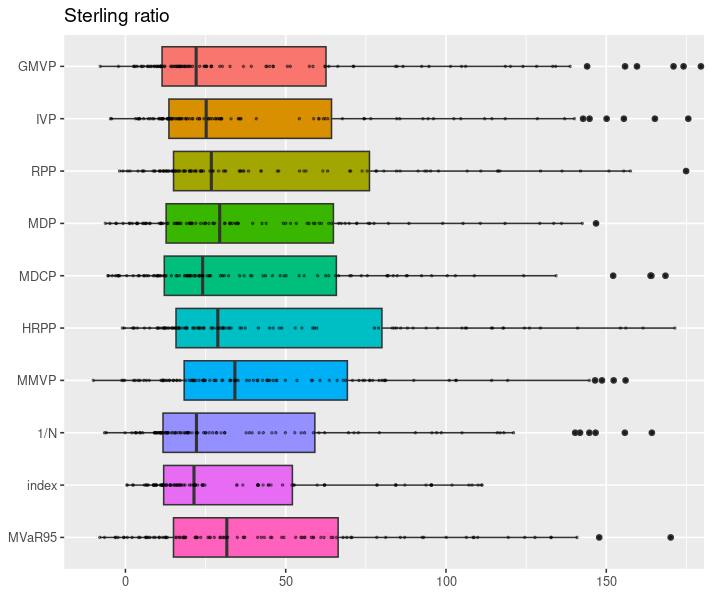 Sterling ratio
GMVP
IVP
RPP
MDP
MDCP
HRPP
MMVP
1/N
index
MVaR95
0 50 100 150